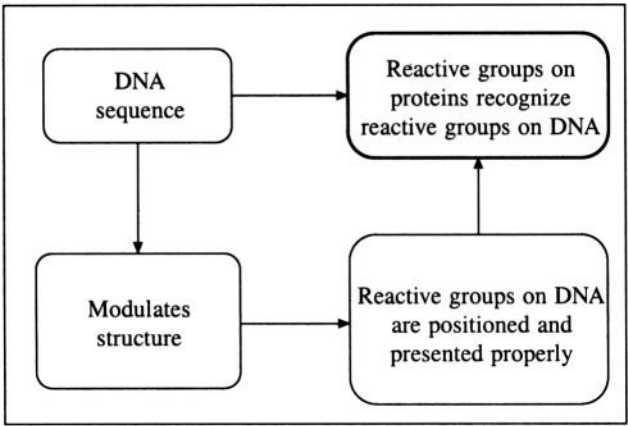 DNA
sequence
Reactive groups on
proteins recognize
reactive groups on DNA
Modulates
structure
Reactive groups on DNA
are positioned and
presented properly